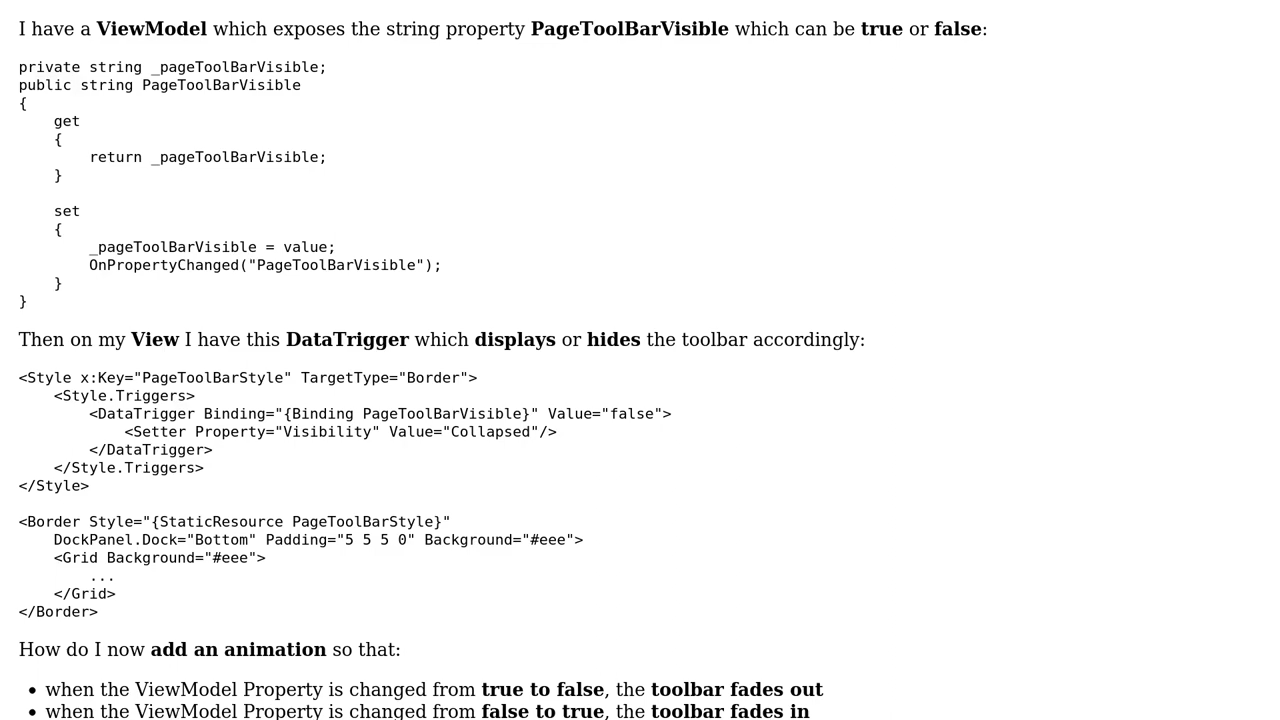 I have a ViewModel which exposes the string property PageToolBarVisible which can be true or false:
private string _pageToolBarVisible;
public string PageToolBarVisible
{
    get
    {
        return _pageToolBarVisible;
    }

    set
    {
        _pageToolBarVisible = value;
        OnPropertyChanged("PageToolBarVisible");
    }
}
Then on my View I have this DataTrigger which displays or hides the toolbar accordingly:
<Style x:Key="PageToolBarStyle" TargetType="Border">
    <Style.Triggers>
        <DataTrigger Binding="{Binding PageToolBarVisible}" Value="false">
            <Setter Property="Visibility" Value="Collapsed"/>
        </DataTrigger>
    </Style.Triggers>
</Style>

<Border Style="{StaticResource PageToolBarStyle}"
    DockPanel.Dock="Bottom" Padding="5 5 5 0" Background="#eee">
    <Grid Background="#eee">
        ...
    </Grid>
</Border>
How do I now add an animation so that:
• when the ViewModel Property is changed from true to false, the toolbar fades out
• when the ViewModel Property is changed from false to true, the toolbar fades in